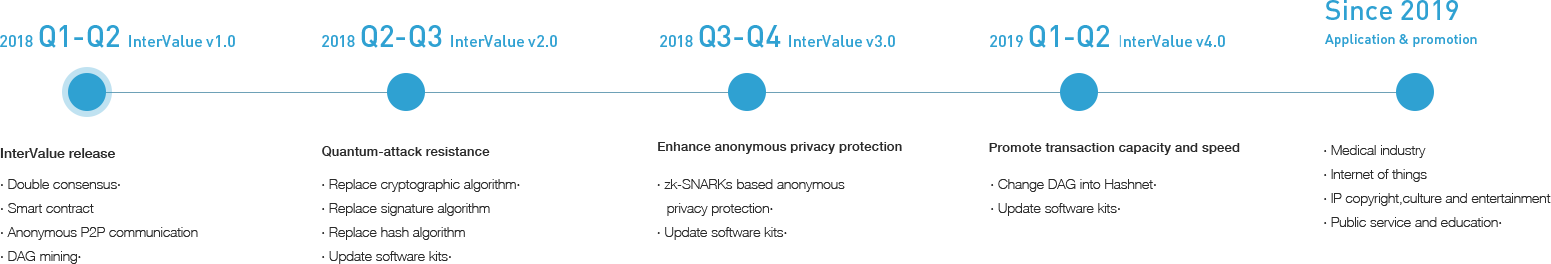 2018 Q1-Q2 InterValue v1.0
InterValue release
· Double consensus·
· Smart contract
· Anonymous P2P communication
· DAG mining·
2018 Q2-Q3 InterValue v2.0
Quantum-attack resistance
· Replace cryptographic algorithm·
· Replace signature algorithm
· Replace hash algorithm
· Update software kits·
2018 Q3-Q4 InterValue v3.0
Enhance anonymous privacy protection
· zk-SNARKs based anonymous
privacy protection·
· Update software kits·
2019 Q1-Q2 InterValue v4.0
Promote transaction capacity and speed
· Change DAG into Hashnet·
· Update software kits·
Since 2019
Application & promotion
· Medical industry
· Internet of things
· IP copyright,culture and entertainment
· Public service and education·